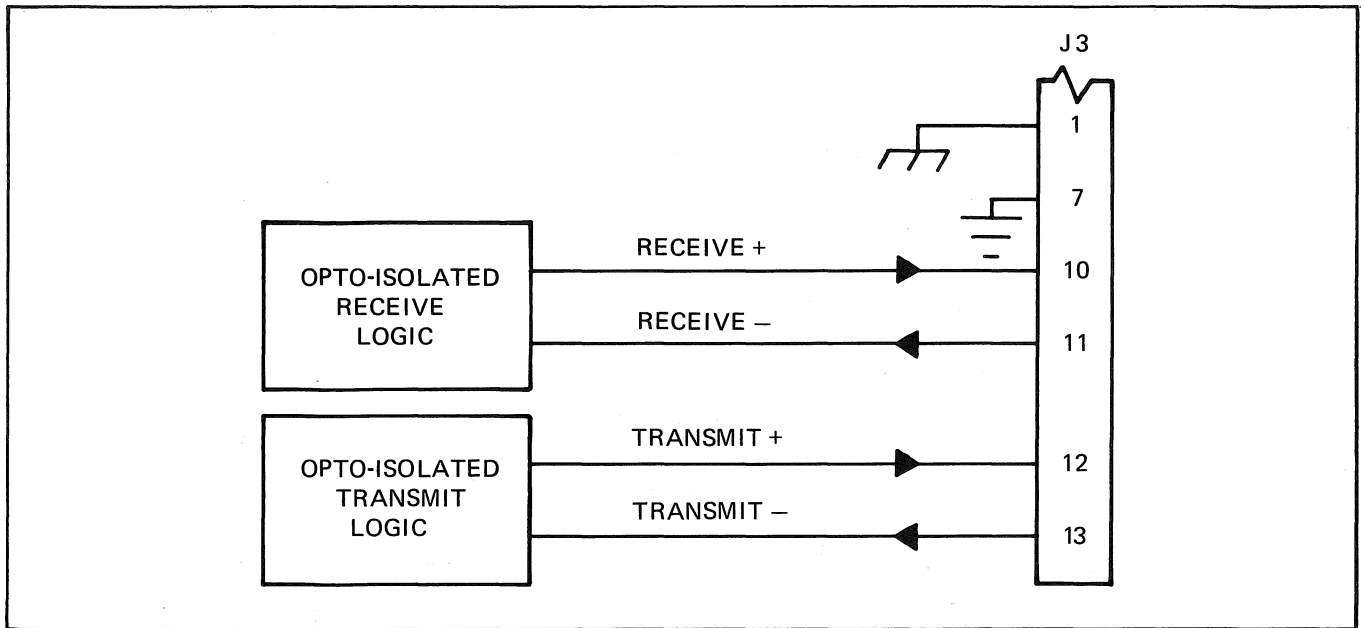 J3
1
7
RECEIVE +
10
OPTO-ISOLATED
RECEIVE
LOGIC
RECEIVE –
11
TRANSMIT +
12
OPTO-ISOLATED
TRANSMIT
LOGIC
TRANSMIT –
13